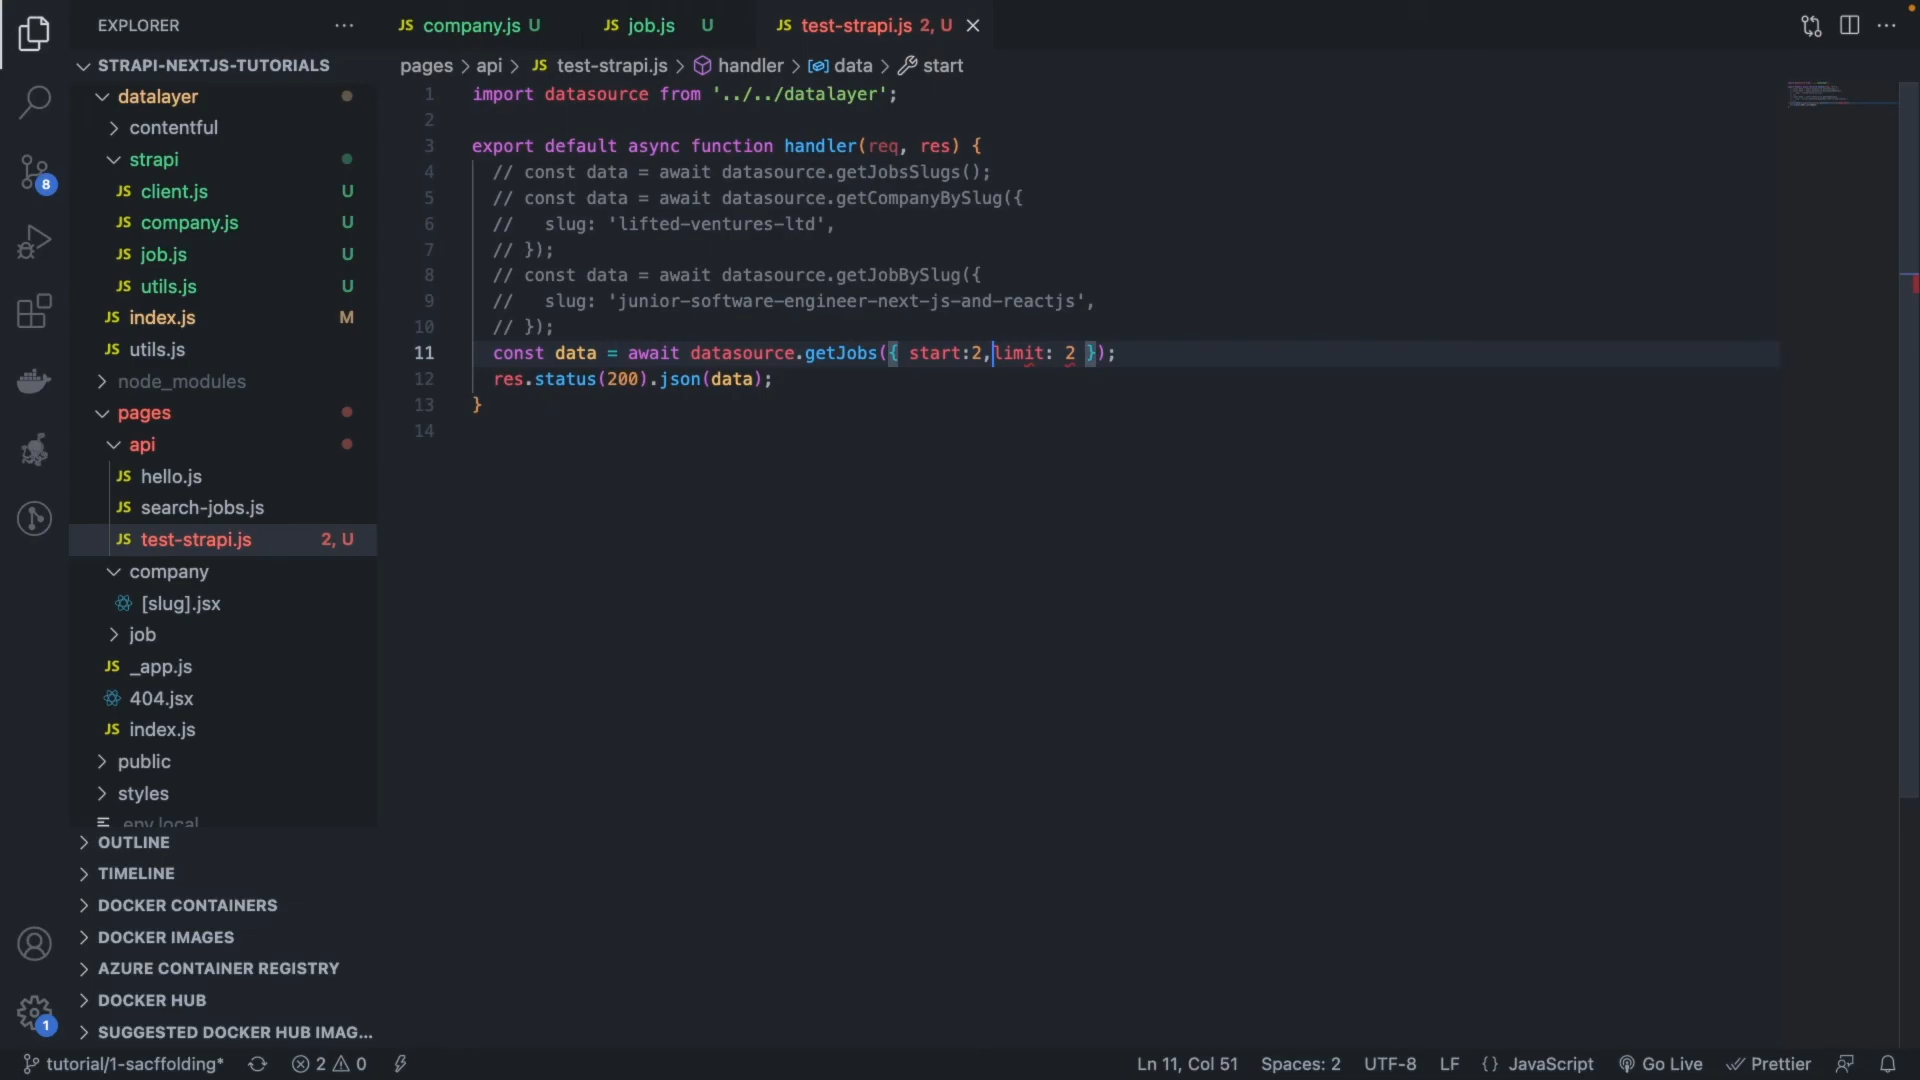 EXPLORER
STRAPI-NEXTJS-TUTORIALS
datalayer
contentful
strapi
JS client.js U
JS company.js U
JS job.js U
JS utils.js U
JS index.js M
JS utils.js
node_modules
pages
api
JS hello.js
JS search-jobs.js
JS test-strapi.js 2, U
company
[slug].jsx
job
JS _app.js
404.jsx
JS index.js
public
styles
.env.local
OUTLINE
TIMELINE
DOCKER CONTAINERS
DOCKER IMAGES
AZURE CONTAINER REGISTRY
DOCKER HUB
SUGGESTED DOCKER HUB IMAG...
8
1
JS company.js U JS job.js U JS test-strapi.js 2, U
pages > api > JS test-strapi.js > handler > data > start
1 import datasource from '../../datalayer';
2
3 export default async function handler(req, res) {
4 // const data = await datasource.getJobsSlugs();
5 // const data = await datasource.getCompanyBySlug({
6 // slug: 'lifted-ventures-ltd',
7 // });
8 // const data = await datasource.getJobBySlug({
9 // slug: 'junior-software-engineer-next-js-and-reactjs',
10 // });
11 const data = await datasource.getJobs({ start:2,limit: 2 });
12 res.status(200).json(data);
13 }
14
tutorial/1-sacffolding* 2 0 Ln 11, Col 51 Spaces: 2 UTF-8 LF {} JavaScript Go Live Prettier